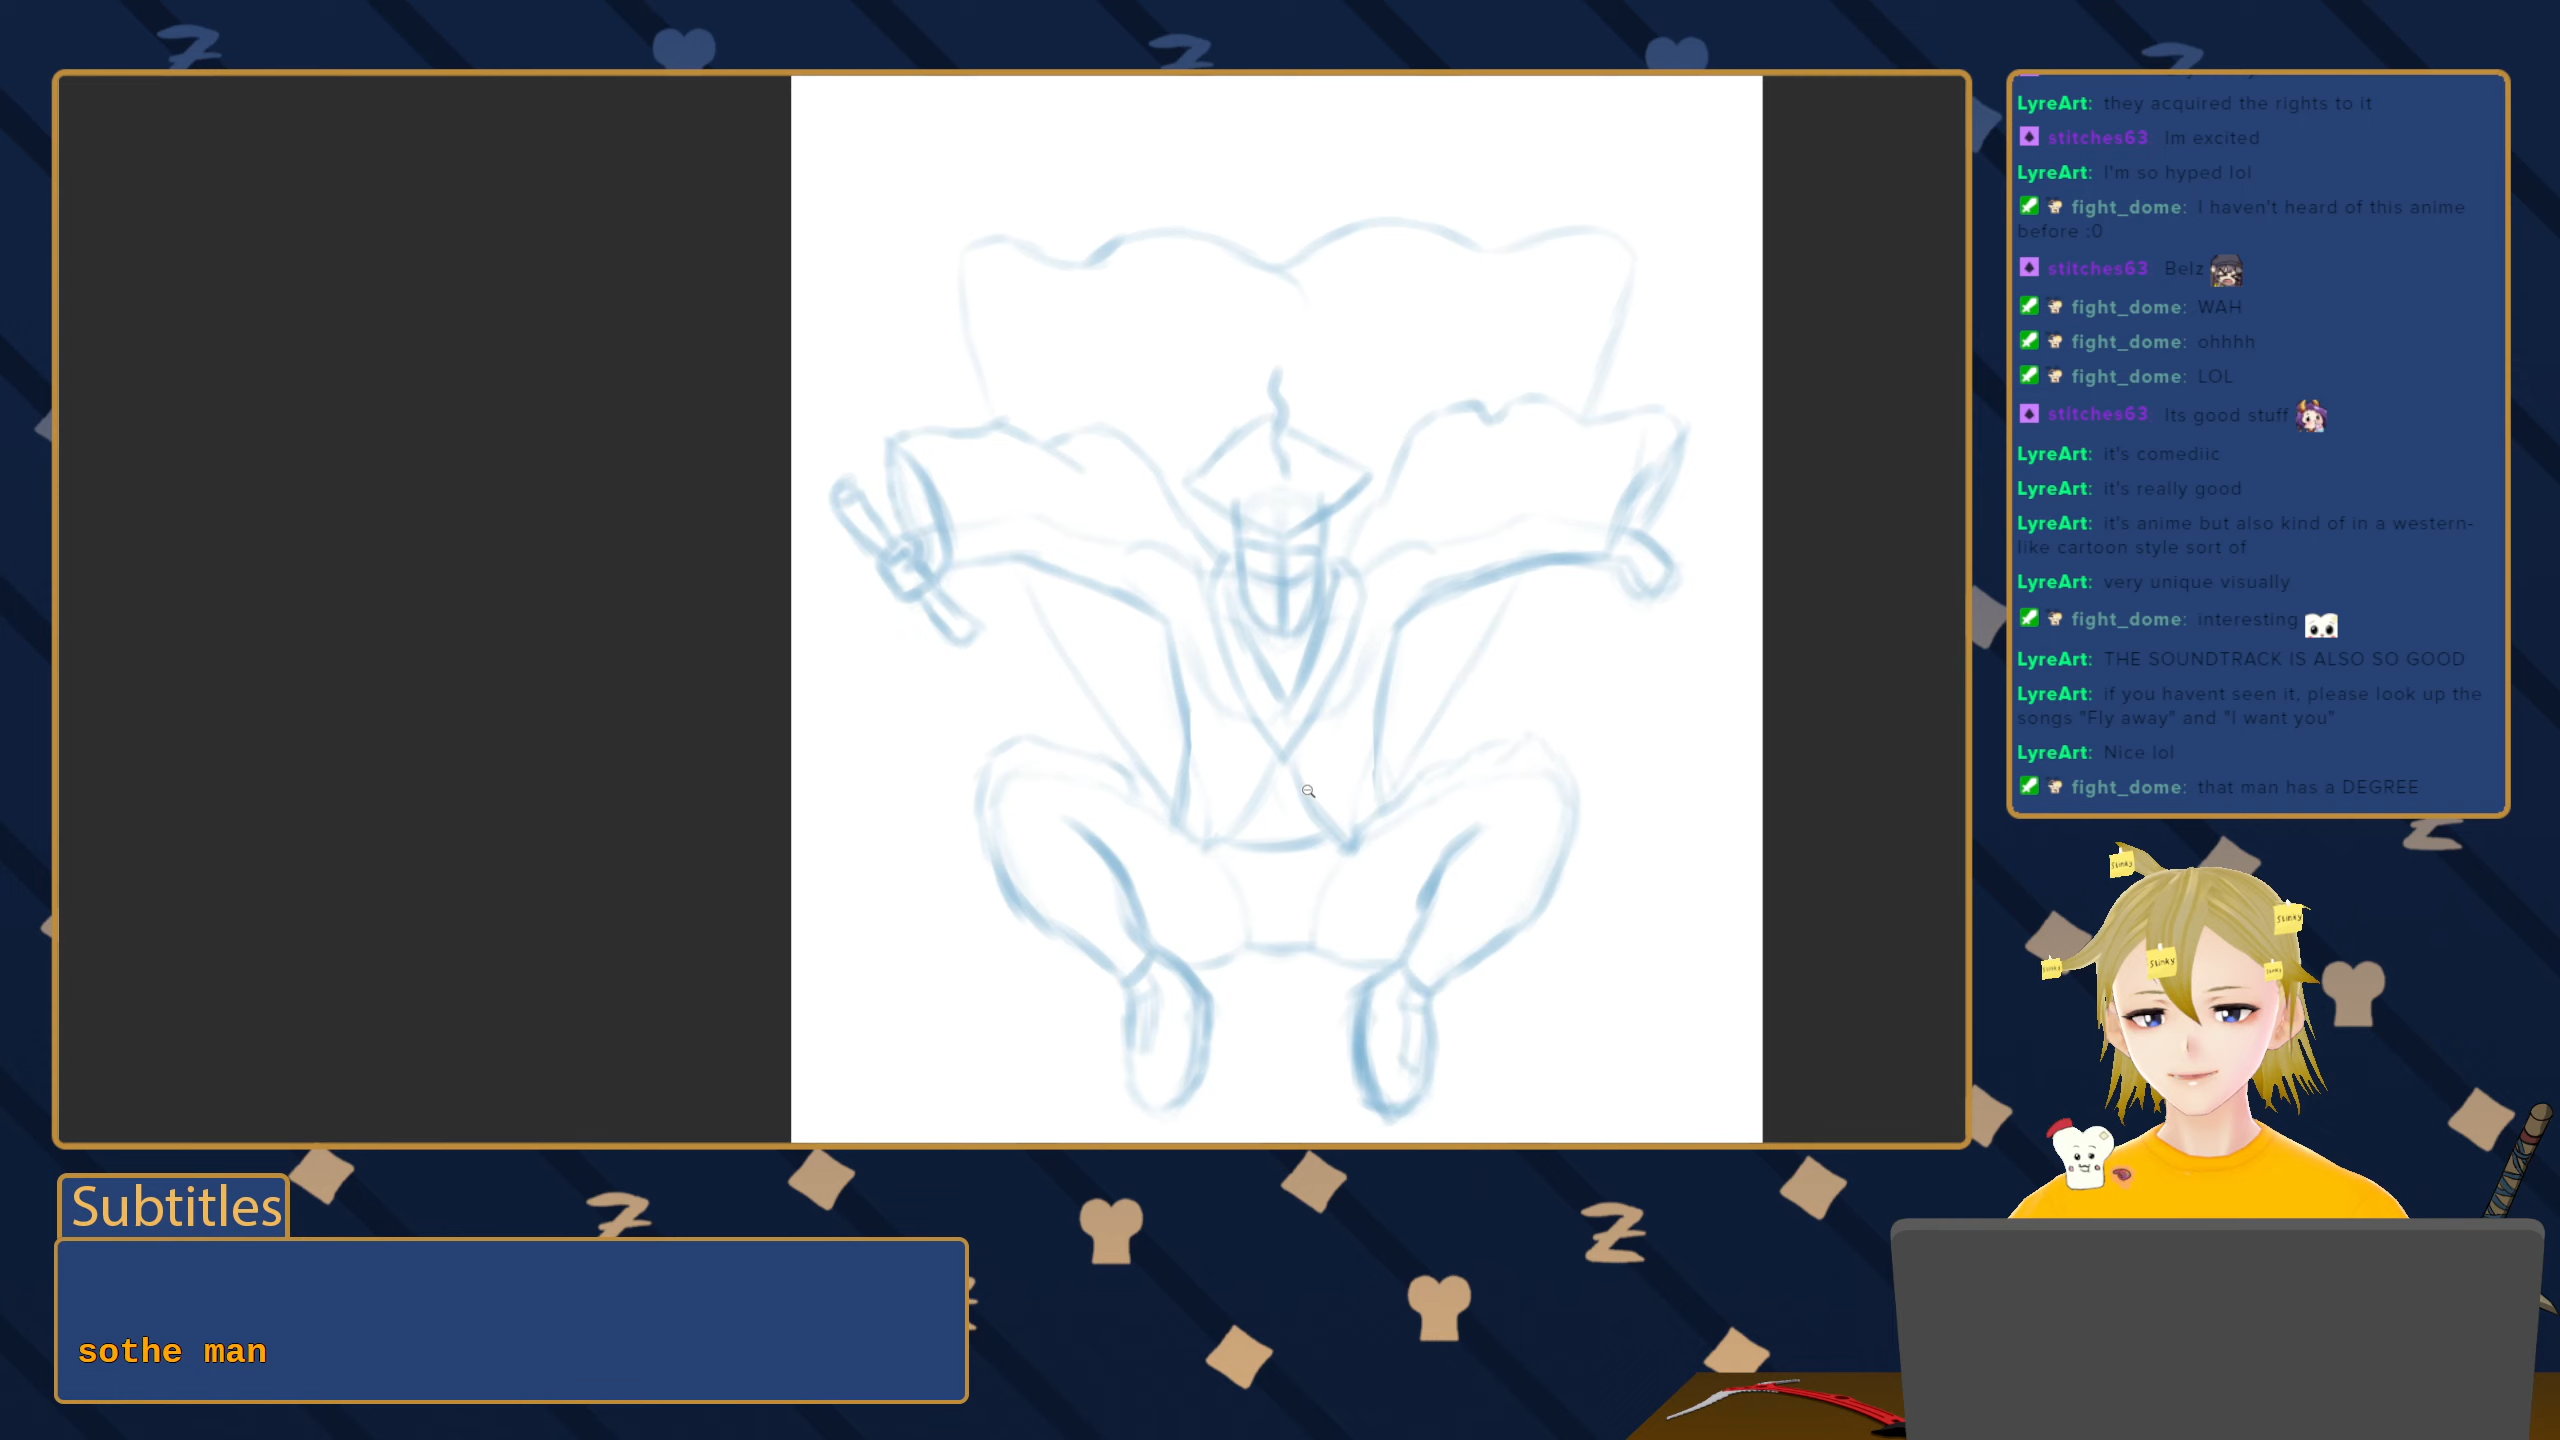 LyreArt: they acquired the rights to it
stitches63 Im excited
LyreArt: I'm so hyped lol
fight_dome: I haven't heard of this anime
before :0
stitches63 Belz
fight_dome: WAH
fight_dome: ohhhh
fight_dome: LOL
stitches63 Its good stuff
LyreArt: it's comediic
LyreArt: it's really good
LyreArt: it's anime but also kind of in a western-
like cartoon style sort of
LyreArt: very unique visually
fight_dome: interesting
LyreArt: THE SOUNDTRACK IS ALSO SO GOOD
LyreArt: if you havent seen it, please look up the
songs "Fly away" and "I want you"
LyreArt: Nice lol
fight_dome: that man has a DEGREE
Stinky
Stinky
Stinky
Stinky
Stinky
Subtitles
sothe man